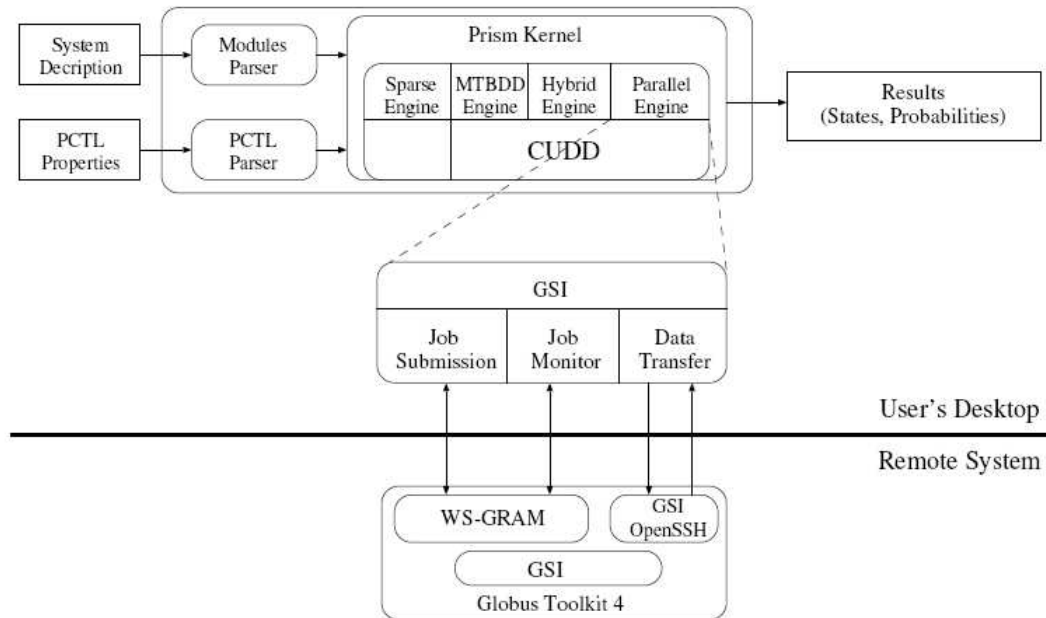 System
Decription
Modules
Parser
Prism Kernel
Sparse
Engine
MTBDD
Engine
Hybrid
Engine
Parallel
Engine
CUDD
Results
(States, Probabilities)
PCTL
Properties
PCTL
Parser
GSI
Job
Submission
Job
Monitor
Data
Transfer
User's Desktop
Remote System
WS-GRAM
GSI
OpenSSH
GSI
Globus Toolkit 4